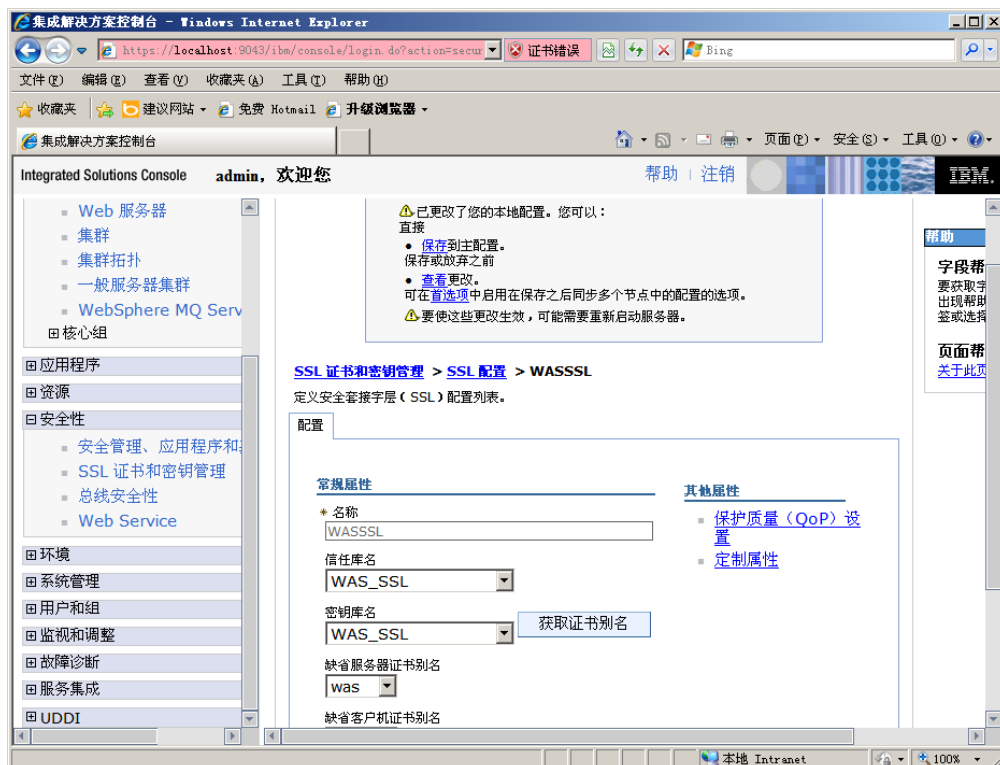 集成解决方案控制台 - Windows Internet Explorer
https://localhost:9043/ibm/console/login.do?action=secur
证书错误
Bing
文件(F) 编辑(E) 查看(V) 收藏夹(A) 工具(T) 帮助(H)
收藏夹 建议网站 免费 Hotmail 升级浏览器
集成解决方案控制台
页面(P) 安全(S) 工具(O)
Integrated Solutions Console admin，欢迎您
帮助 | 注销
IBM.
Web 服务器
集群
集群拓扑
一般服务器集群
WebSphere MQ Serv
核心组
应用程序
资源
安全性
安全管理、应用程序和
SSL 证书和密钥管理
总线安全性
Web Service
环境
系统管理
用户和组
监视和调整
故障诊断
服务集成
UDDI
已更改了您的本地配置。您可以：
直接
保存到主配置。
保存或放弃之前
查看更改。
可在首选项中启用在保存之后同步多个节点中的配置的选项。
要使这些更改生效，可能需要重新启动服务器。
SSL 证书和密钥管理 > SSL 配置 > WASSSL
定义安全套接字层（SSL）配置列表。
配置
常规属性
* 名称
WASSSL
信任库名
WAS_SSL
密钥库名
WAS_SSL
获取证书别名
缺省服务器证书别名
was
缺省客户机证书别名
其他属性
保护质量（QoP）设
置
定制属性
帮助
字段帮
要获取字
出现帮助
签或选择
页面帮
关于此页
本地 Intranet
100%